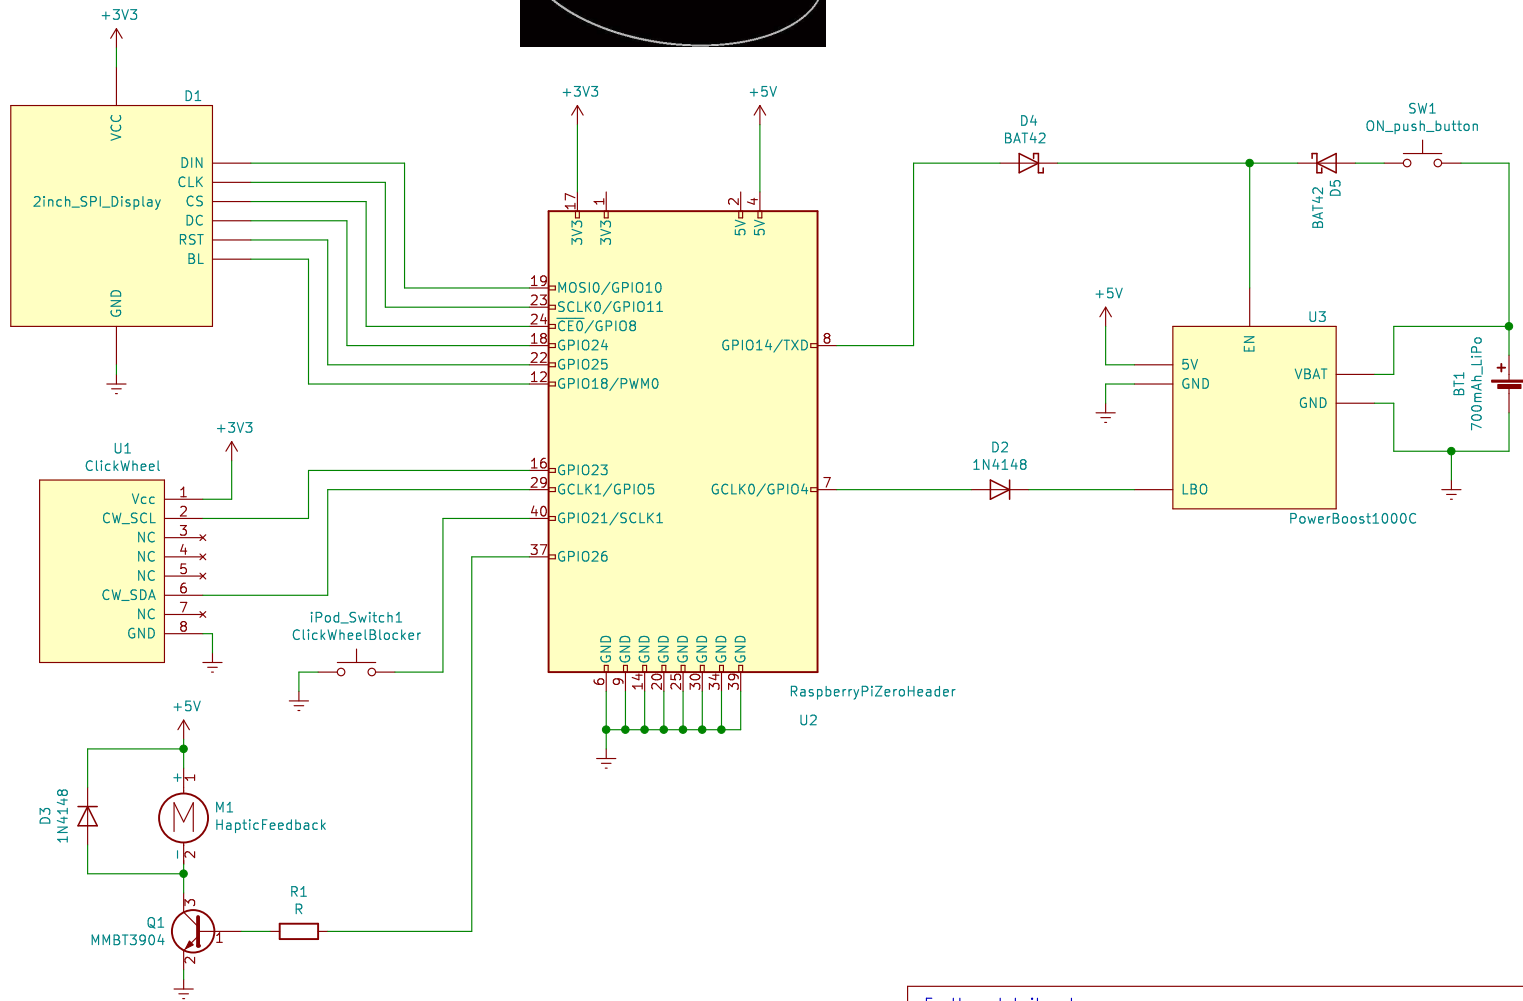 +3V3
D1
VCC
DIN
CLK
2inch_SPI_Display
CS
DC
RST
BL
GND
+3V3
+5V
17
1
2
4
3V3
3V3
5V
5V
19
MOSI0/GPIO10
23
SCLK0/GPIO11
24
CE0/GPIO8
18
GPIO24
22
GPIO25
12
GPIO18/PWM0
16
GPIO23
29
GCLK1/GPIO5
40
GPIO21/SCLK1
37
GPIO26
GPIO14/TXD
8
GCLK0/GPIO4
7
GND
GND
GND
GND
GND
GND
GND
GND
6
9
14
20
25
30
34
39
RaspberryPiZeroHeader
U2
D4
BAT42
SW1
ON_push_button
BAT42
D5
+5V
U3
EN
5V
GND
VBAT
GND
LBO
PowerBoost1000C
+
BT1
700mAh_LiPo
D2
1N4148
+3V3
U1
ClickWheel
Vcc
1
CW_SCL
2
NC
3
NC
4
NC
5
CW_SDA
6
NC
7
GND
8
iPod_Switch1
ClickWheelBlocker
+5V
D3
1N4148
+
1
M
M1
HapticFeedback
-
2
R1
R
3
Q1
MMBT3904
1
2